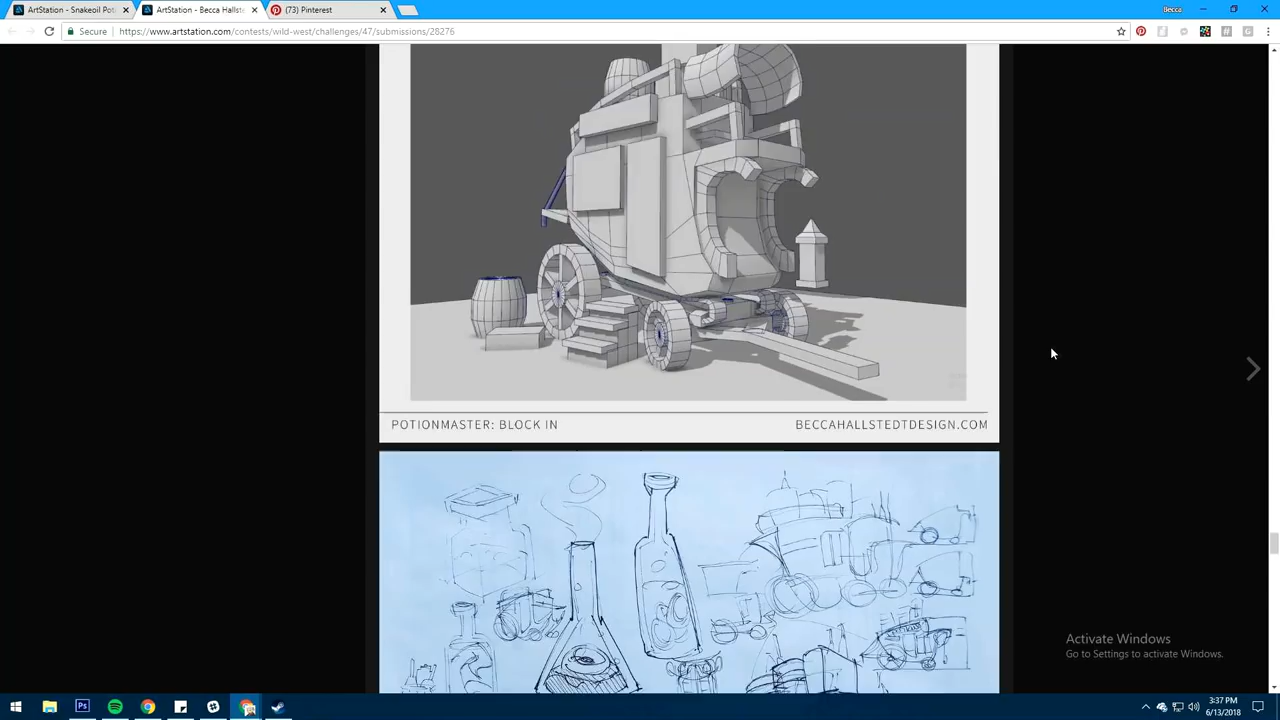 ArtStation - Snakeoil Pot
ArtStation - Becca Hallste
(73) Pinterest
Becca
Secure
https://www.artstation.com/contests/wild-west/challenges/47/submissions/28276
POTIONMASTER: BLOCK IN
BECCAHALLSTEDTDESIGN.COM
Activate Windows
Go to Settings to activate Windows.
Ps
3:37 PM
6/13/2018